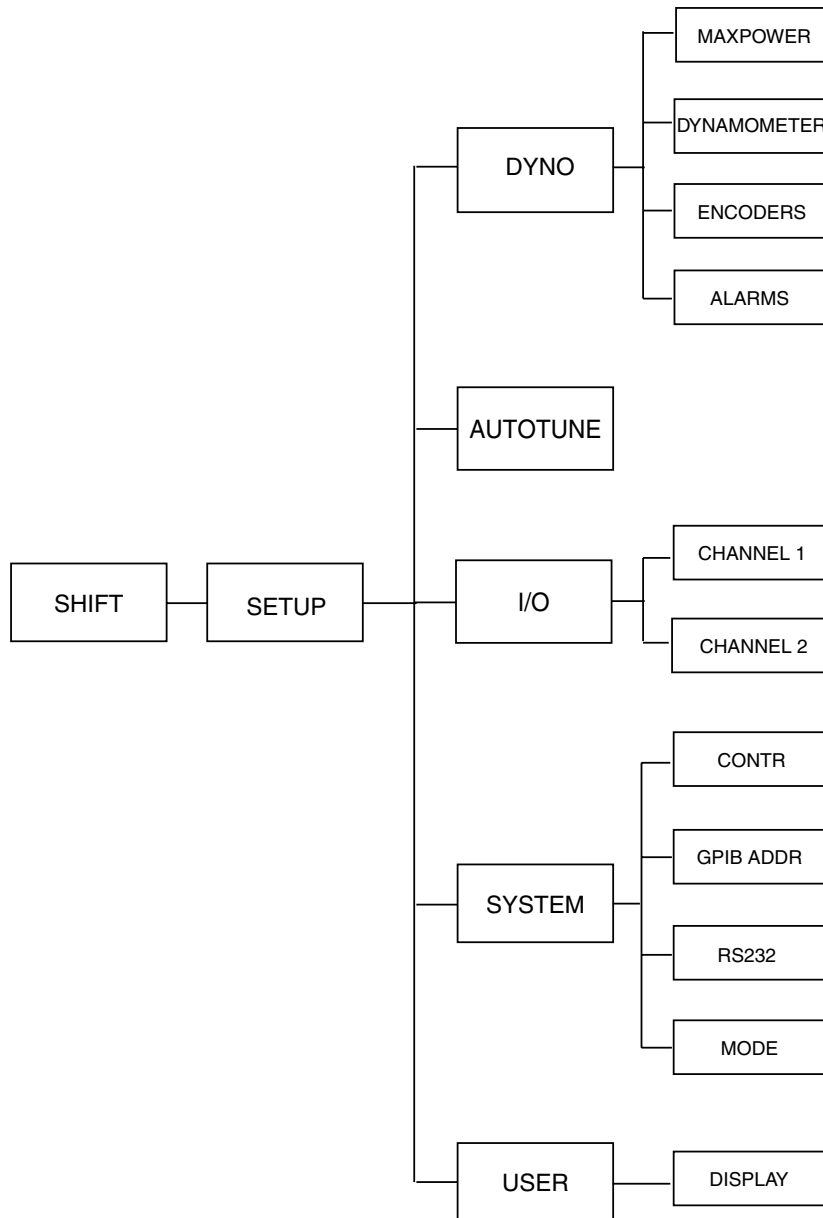 MAXPOWER
DYNAMOMETER
DYNO
ENCODERS
ALARMS
AUTOTUNE
CHANNEL 1
SHIFT
SETUP
I/O
CHANNEL 2
CONTR
GPIB ADDR
SYSTEM
RS232
MODE
USER
DISPLAY